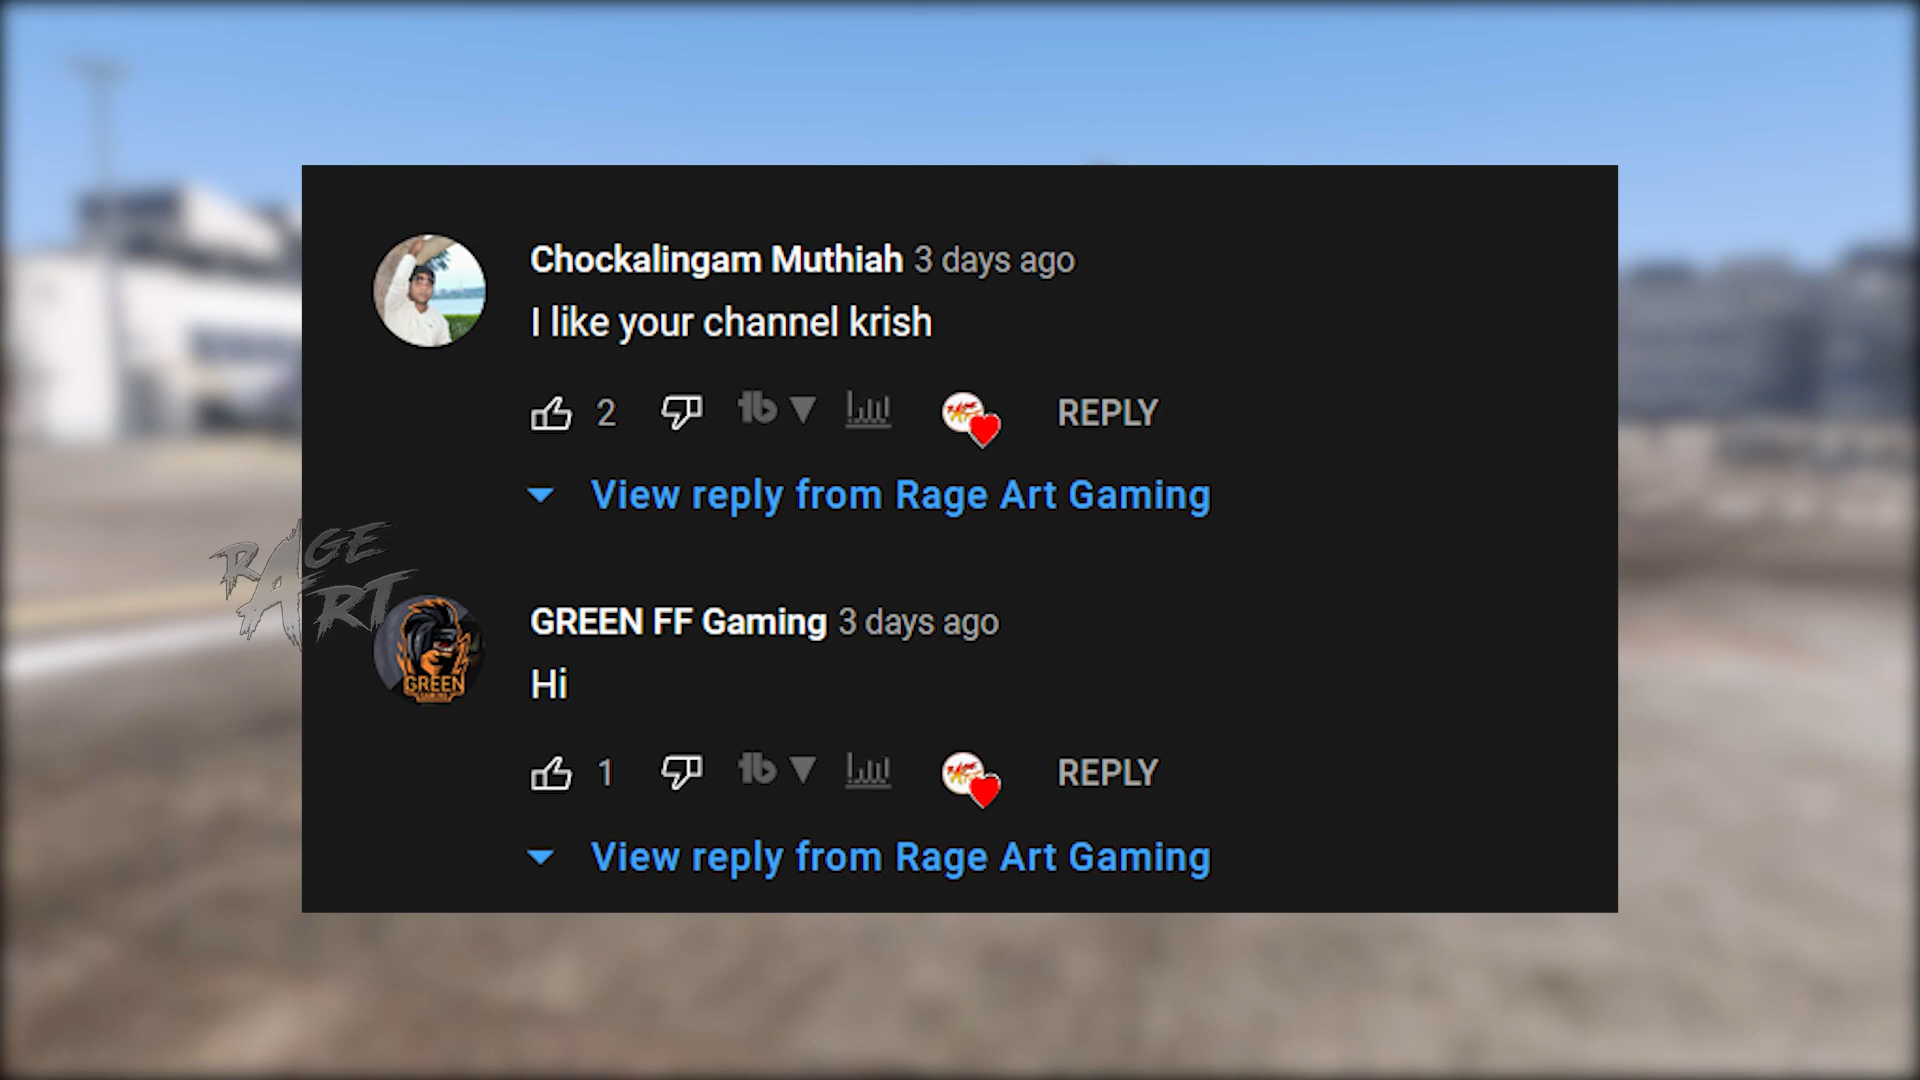 Chockalingam Muthiah 3 days ago
I like your channel krish
2 REPLY
View reply from Rage Art Gaming
RAGE
ART
GREEN FF Gaming 3 days ago
Hi
GREEN
1 REPLY
View reply from Rage Art Gaming